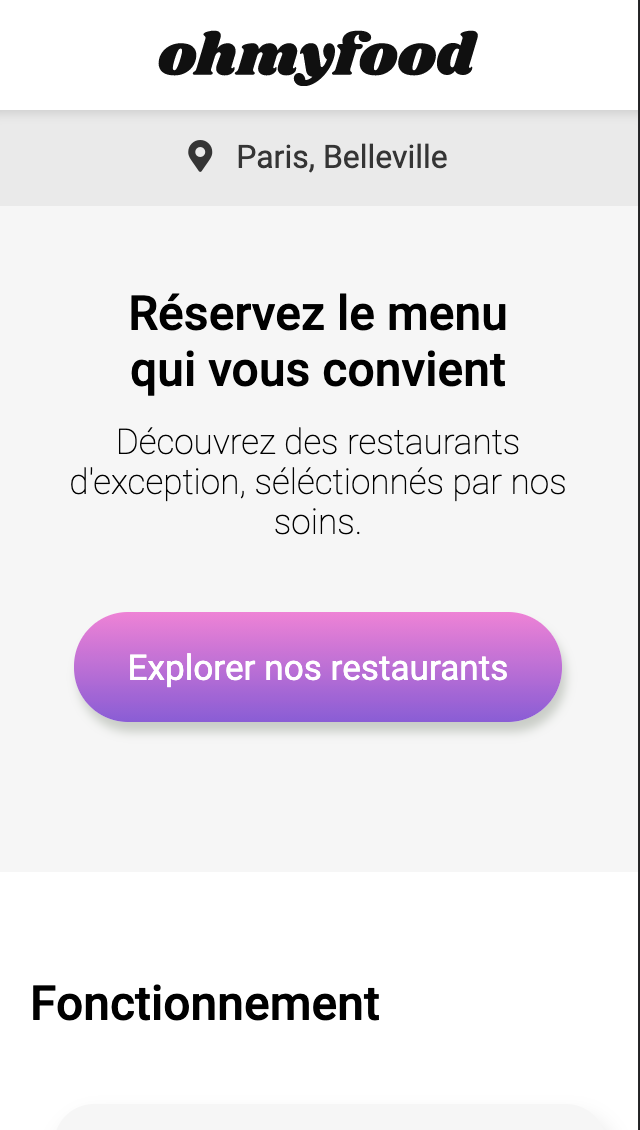 ohmyfood
Paris, Belleville
Réservez le menu
qui vous convient
Découvrez des restaurants
d'exception, séléctionnés par nos
soins.
Explorer nos restaurants
Fonctionnement